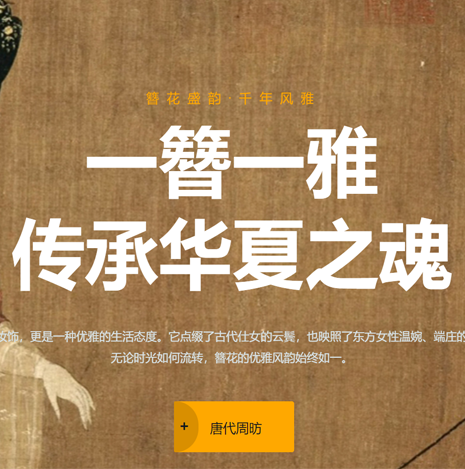 簪花盛韵·千年风雅
一簪一雅
传承华夏之魂
饰，更是一种优雅的生活态度。它点缀了古代仕女的云鬓，也映照了东方女性温婉、端庄的
无论时光如何流转，簪花的优雅风韵始终如一。
+ 唐代周昉